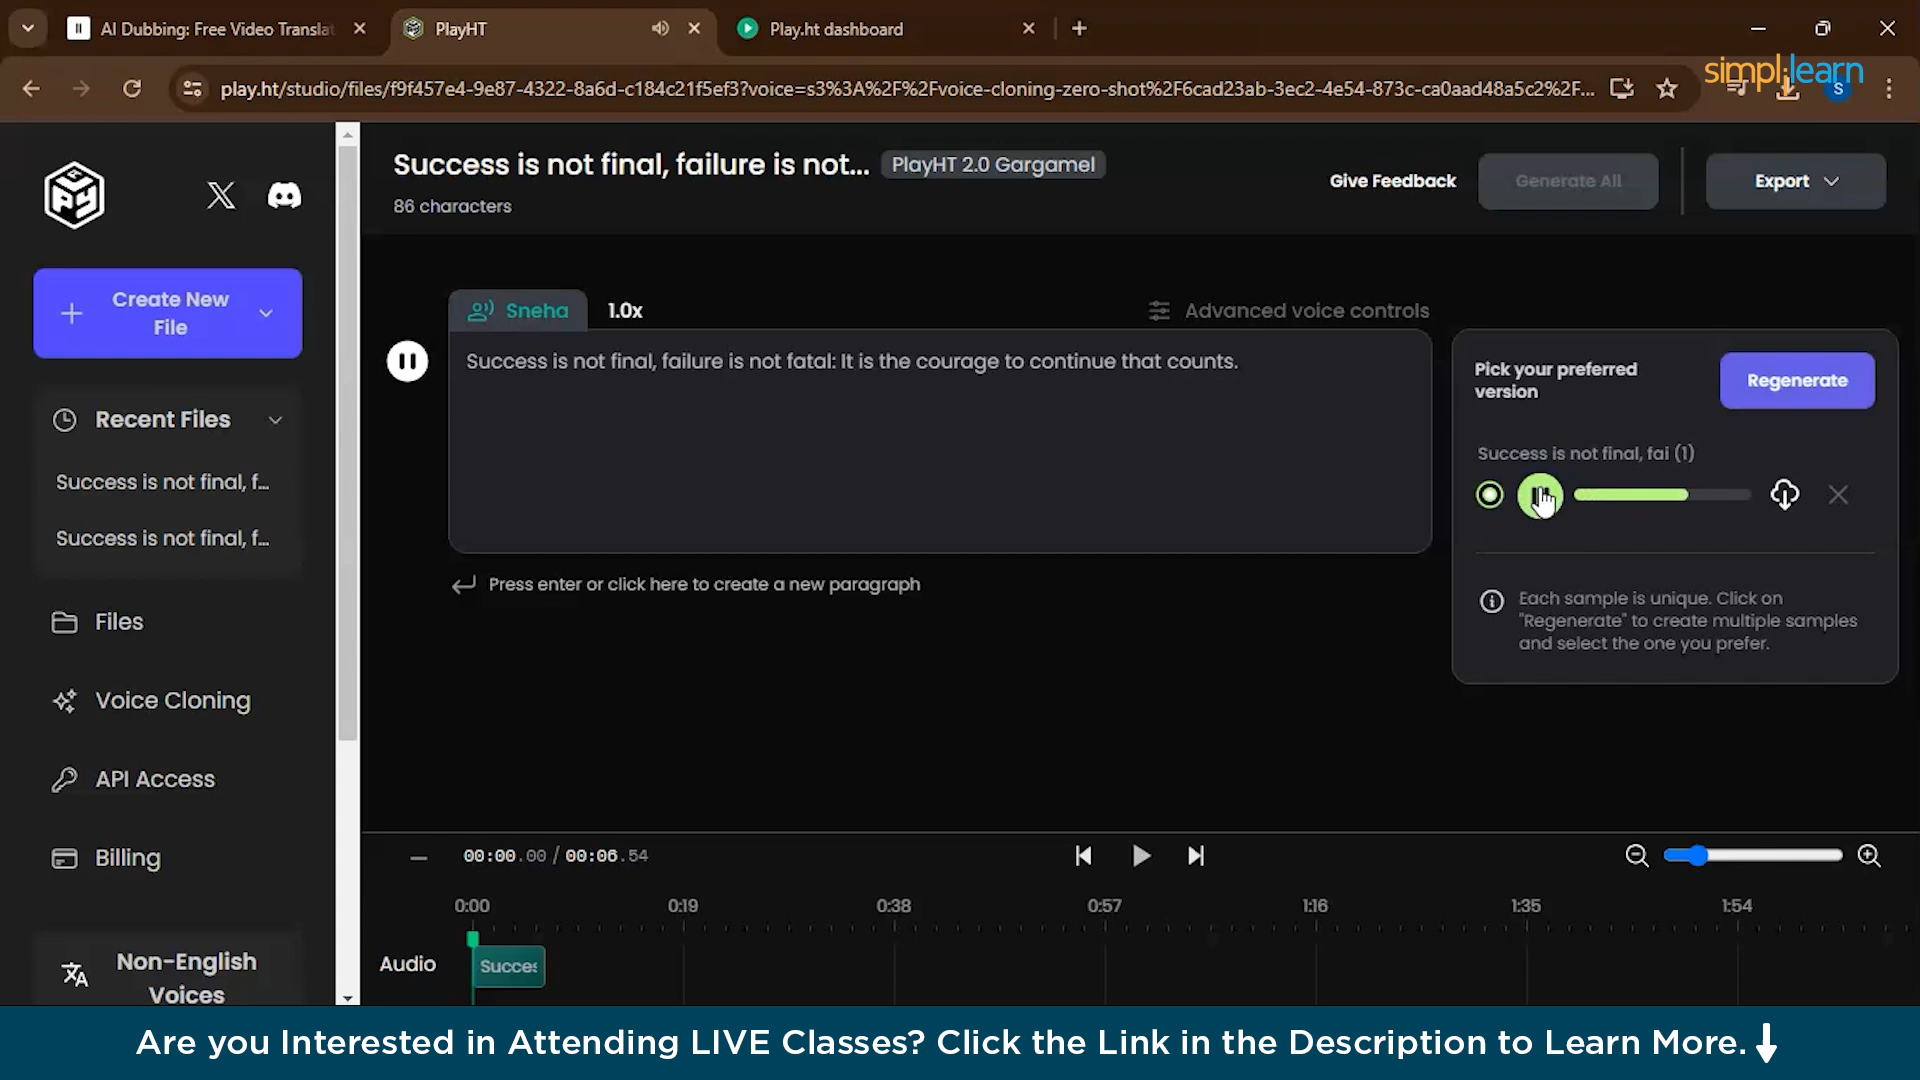 AI Dubbing: Free Video Translat
PlayHT
Play.ht dashboard
play.ht/studio/files/f9f457e4-9e87-4322-8a6d-c184c21f5ef3?voice=s3%3A%2F%2Fvoice-cloning-zero-shot%2F6cad23ab-3ec2-4e54-873c-ca0aad48a5c2%2F...
simplilearn
S
Success is not final, failure is not...
PlayHT 2.0 Gargamel
86 characters
Give Feedback
Generate All
Export
Create New
File
Recent Files
Success is not final, f...
Success is not final, f...
Files
Voice Cloning
API Access
Billing
Non-English
Voices
Sneha
1.0x
Advanced voice controls
Success is not final, failure is not fatal: It is the courage to continue that counts.
Press enter or click here to create a new paragraph
Pick your preferred
version
Regenerate
Success is not final, fai (1)
Each sample is unique. Click on
"Regenerate" to create multiple samples
and select the one you prefer.
00:00.00 / 00:06.54
0:00 0:19 0:38 0:57 1:16 1:35 1:54
Audio
Succes
Are you Interested in Attending LIVE Classes? Click the Link in the Description to Learn More.